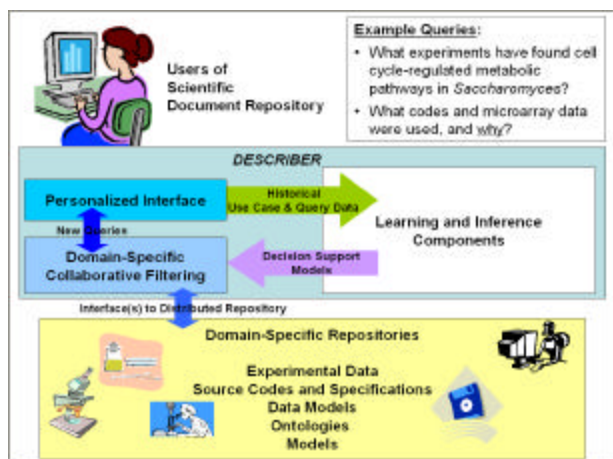 Users of
Scientific
Document Repository
Example Queries:
• What experiments have found cell
cycle-regulated metabolic
pathways in Saccharomyces?
• What codes and microarray data
were used, and why?
DESCRIBER
Personalized Interface
Historical
Use Case & Query Data
Learning and Inference
Components
New Queries
Domain-Specific
Collaborative Filtering
Decision Support
Models
Interface(s) to Distributed Repository
Domain-Specific Repositories
Experimental Data
Source Codes and Specifications
Data Models
Ontologies
Models